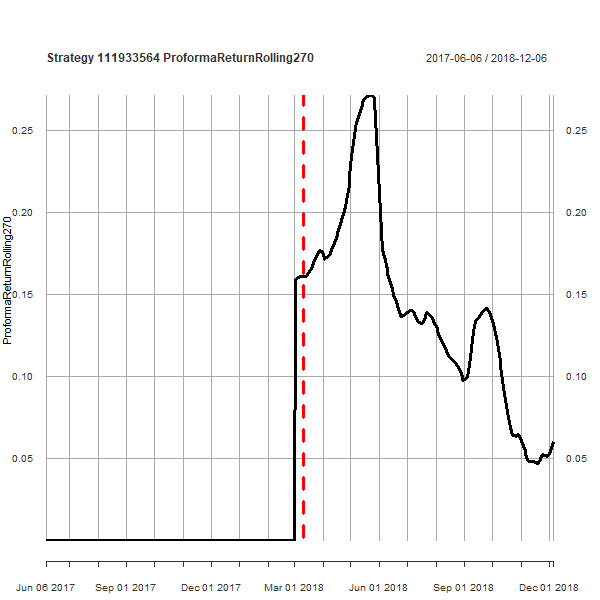 Strategy 111933564 ProformaReturnRolling270
2017-06-06 / 2018-12-06
ProformaReturnRolling270
0.25
0.20
0.15
0.10
0.05
0.25
0.20
0.15
0.10
0.05
Jun 06 2017
Sep 01 2017
Dec 01 2017
Mar 01 2018
Jun 01 2018
Sep 01 2018
Dec 01 2018